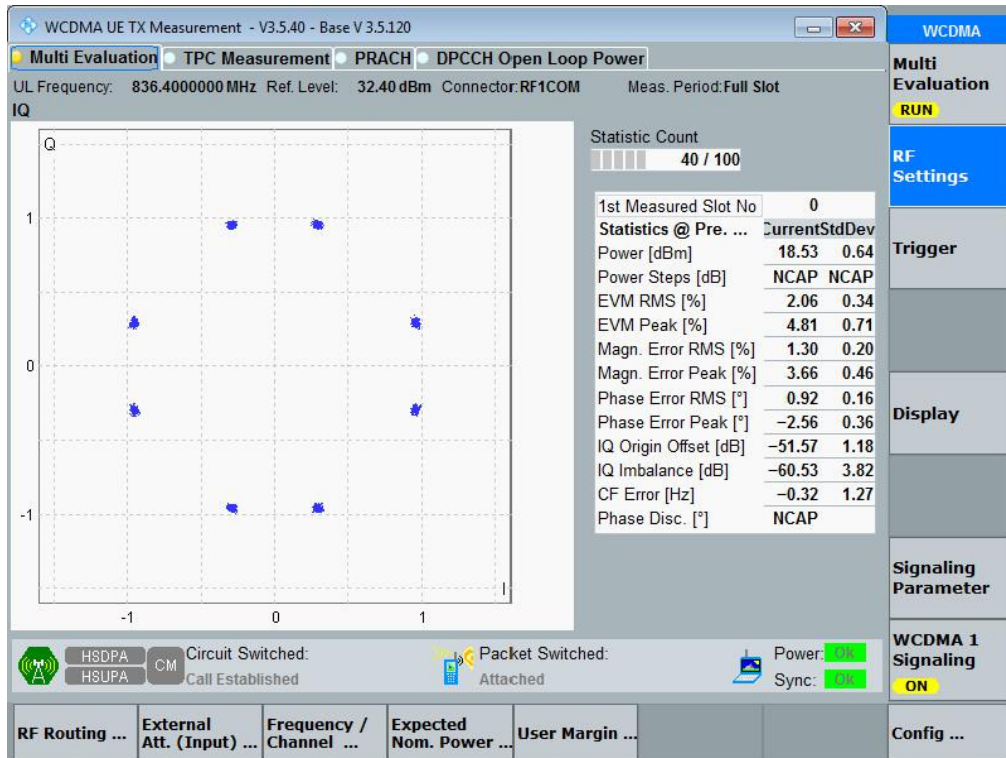 WCDMA UE TX Measurement - V3.5.40 - Base V 3.5.120
WCDMA
Multi Evaluation TPC Measurement PRACH DPCCH Open Loop Power
UL Frequency: 836.4000000 MHz Ref. Level: 32.40 dBm Connector:RF1COM Meas. Period:Full Slot
IQ
Q
1
0
-1
-1 0 1
I
Statistic Count
40 / 100
1st Measured Slot No 0
Statistics @ Pre. ... CurrentStdDev
Power [dBm] 18.53 0.64
Power Steps [dB] NCAP NCAP
EVM RMS [%] 2.06 0.34
EVM Peak [%] 4.81 0.71
Magn. Error RMS [%] 1.30 0.20
Magn. Error Peak [%] 3.66 0.46
Phase Error RMS [°] 0.92 0.16
Phase Error Peak [°] −2.56 0.36
IQ Origin Offset [dB] −51.57 1.18
IQ Imbalance [dB] −60.53 3.82
CF Error [Hz] −0.32 1.27
Phase Disc. [°] NCAP
Multi
Evaluation
RUN
RF
Settings
Trigger
Display
Signaling
Parameter
WCDMA 1
Signaling
ON
HSDPA
HSUPA
CM
Circuit Switched:
Call Established
Packet Switched:
Attached
Power: Ok
Sync: Ok
RF Routing ...
External
Att. (Input) ...
Frequency /
Channel ...
Expected
Nom. Power ...
User Margin ...
Config ...